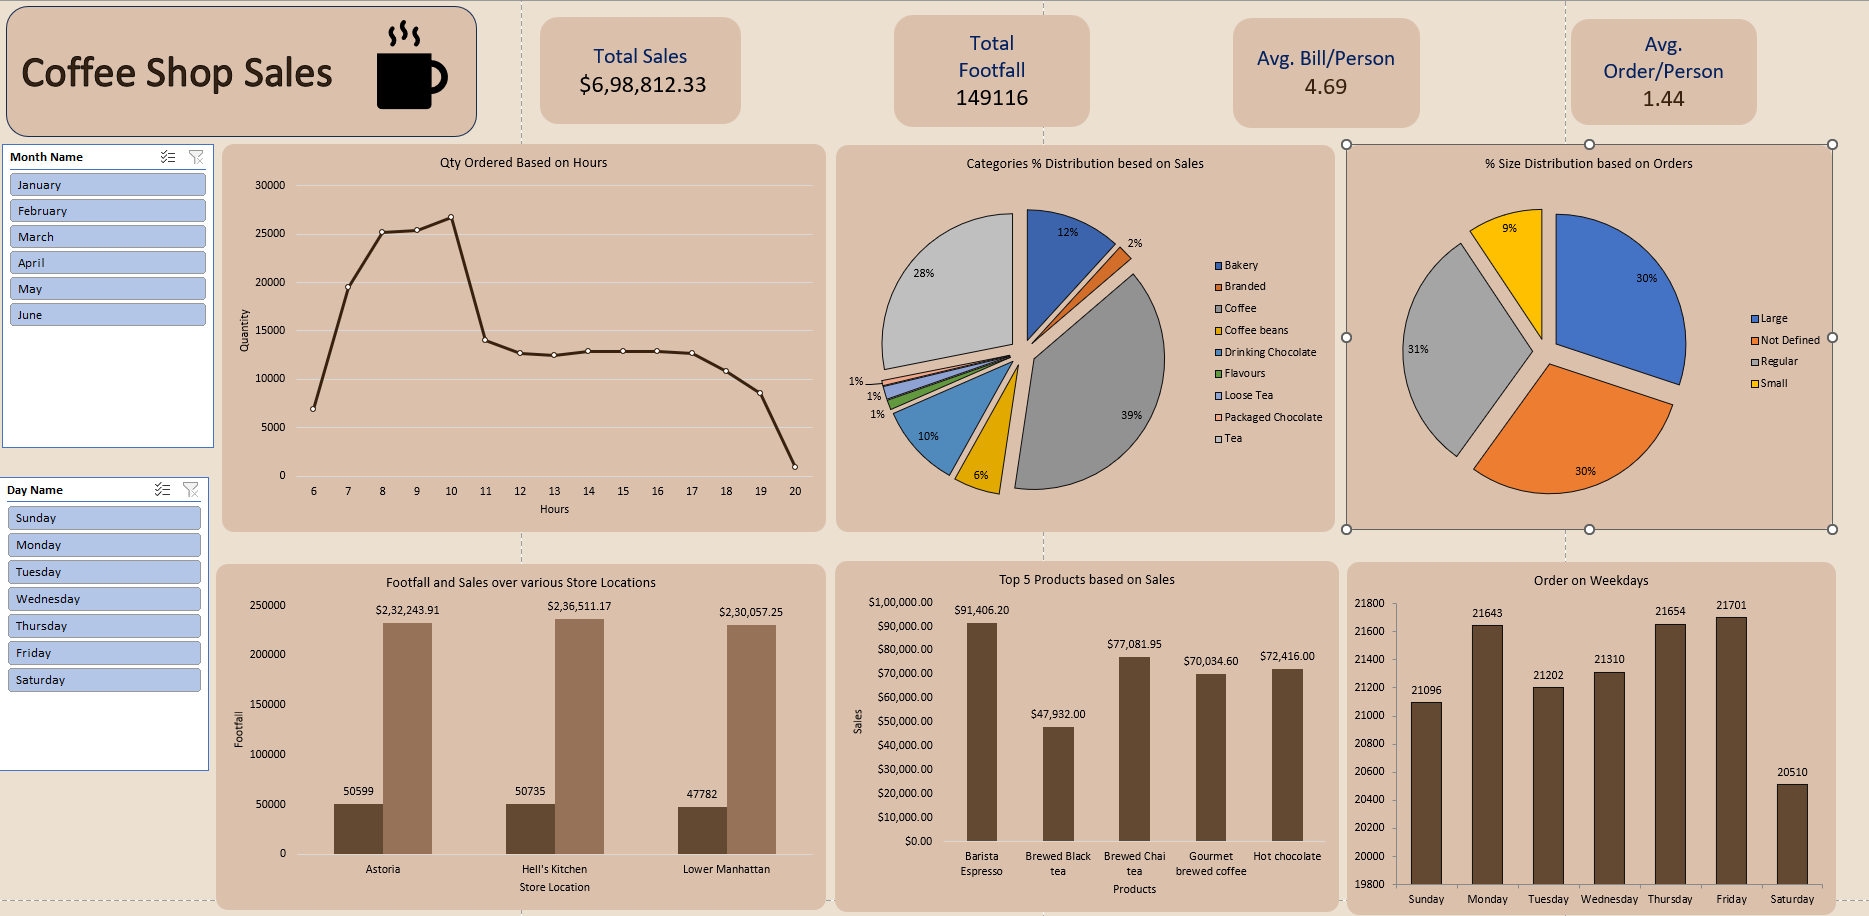 Coffee Shop Sales
Total Sales
$6,98,812.33
Total
Footfall
149116
Avg. Bill/Person
4.69
Avg.
Order/Person
1.44
Month Name
January
February
March
April
May
June
Day Name
Sunday
Monday
Tuesday
Wednesday
Thursday
Friday
Saturday
Qty Ordered Based on Hours
30000
25000
20000
15000
10000
5000
0
Quantity
6 7 8 9 10 11 12 13 14 15 16 17 18 19 20
Hours
Categories % Distribution besed on Sales
12%
2%
28%
39%
1%
1%
1%
10%
6%
Bakery
Branded
Coffee
Coffee beans
Drinking Chocolate
Flavours
Loose Tea
Packaged Chocolate
Tea
% Size Distribution based on Orders
9%
30%
31%
30%
Large
Not Defined
Regular
Small
Footfall and Sales over various Store Locations
250000
200000
150000
100000
50000
0
Footfall
$2,32,243.91
$2,36,511.17
$2,30,057.25
50599
50735
47782
Astoria
Hell's Kitchen
Lower Manhattan
Store Location
Top 5 Products based on Sales
$1,00,000.00
$90,000.00
$80,000.00
$70,000.00
$60,000.00
$50,000.00
$40,000.00
$30,000.00
$20,000.00
$10,000.00
$0.00
Sales
$91,406.20
$47,932.00
$77,081.95
$70,034.60
$72,416.00
Barista
Espresso
Brewed Black
tea
Brewed Chai
tea
Gourmet
brewed coffee
Hot chocolate
Products
Order on Weekdays
21800
21600
21400
21200
21000
20800
20600
20400
20200
20000
19800
21096
21643
21202
21310
21654
21701
20510
Sunday
Monday
Tuesday
Wednesday
Thursday
Friday
Saturday